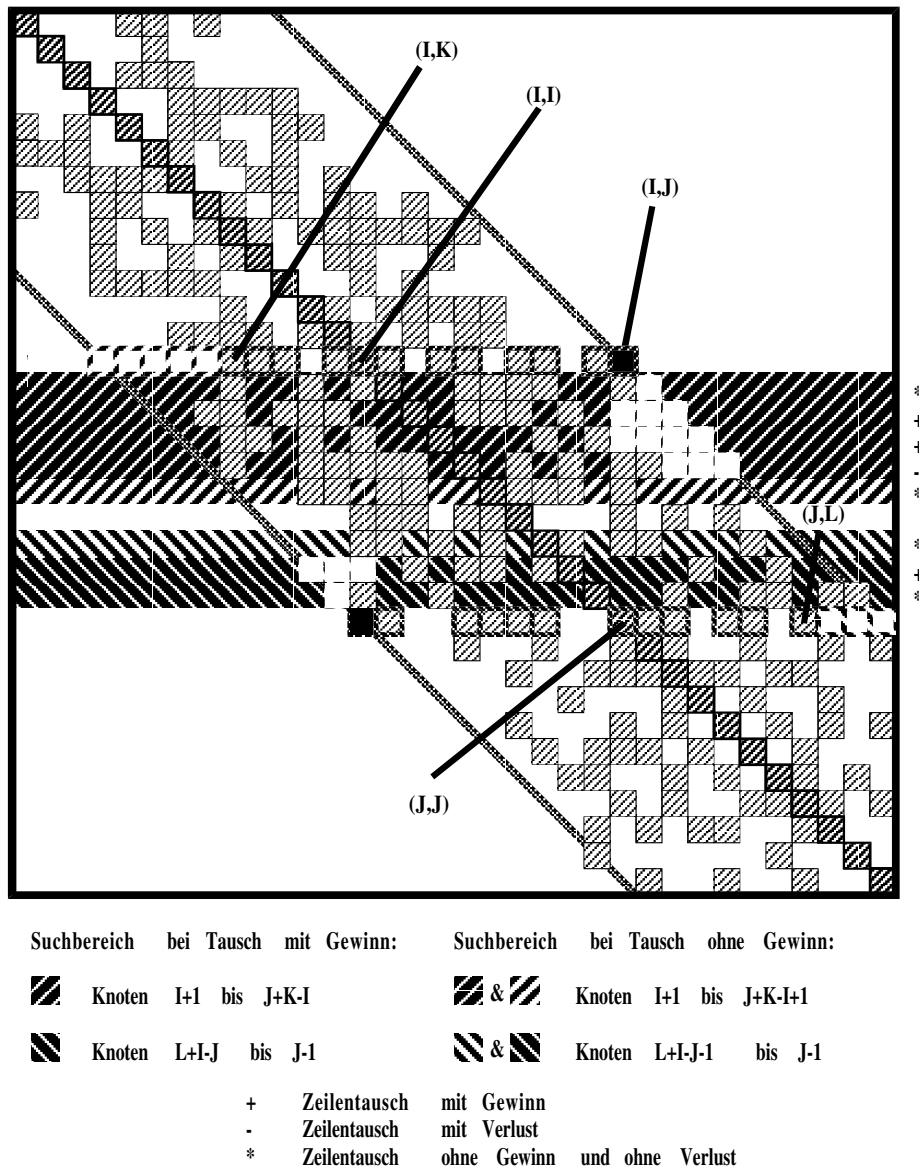 (I,K)
(I,I)
(I,J)
*
+
+
-
*
(J,L)
*
+
*
(J,J)
Suchbereich bei Tausch mit Gewinn: Suchbereich bei Tausch ohne Gewinn:
Knoten I+1 bis J+K-I & Knoten I+1 bis J+K-I+1
Knoten L+I-J bis J-1 & Knoten L+I-J-1 bis J-1
+ Zeilentausch mit Gewinn
- Zeilentausch mit Verlust
* Zeilentausch ohne Gewinn und ohne Verlust